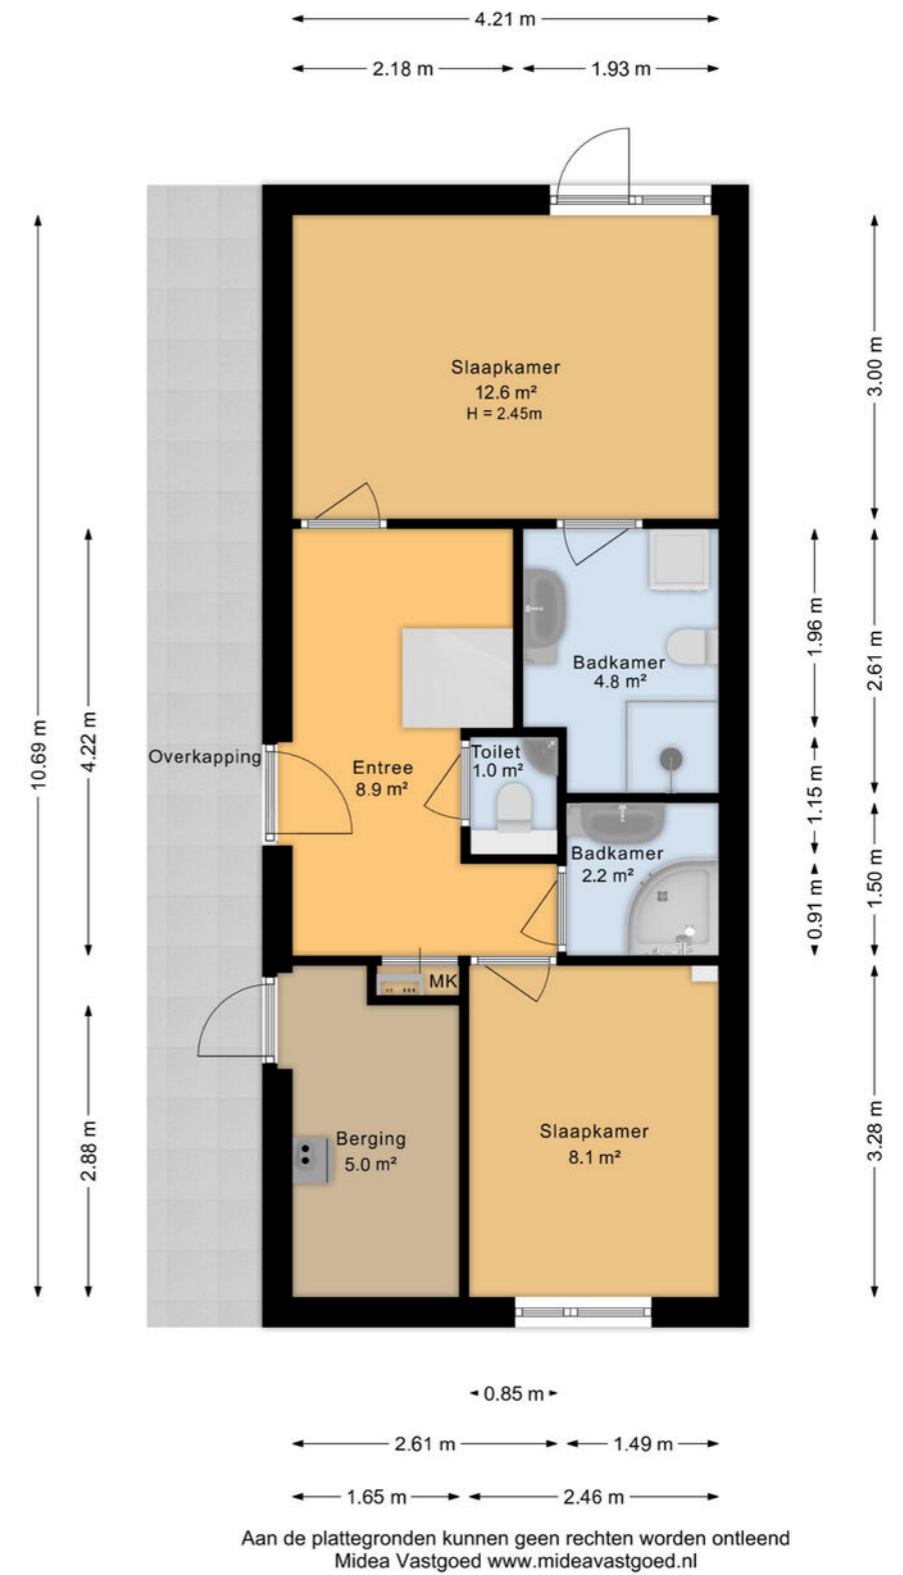 4.21 m
2.18 m
1.93 m
Slaapkamer
12.6 m²
H = 2.45m
3.00 m
10.69 m
4.22 m
2.88 m
Overkapping
Entree
8.9 m²
Toilet
1.0 m²
Badkamer
4.8 m²
Badkamer
2.2 m²
1.96 m
1.15 m
0.91 m
2.61 m
1.50 m
3.28 m
MK
Berging
5.0 m²
Slaapkamer
8.1 m²
0.85 m
2.61 m
1.49 m
1.65 m
2.46 m
Aan de plattegronden kunnen geen rechten worden ontleend
Midea Vastgoed www.mideavastgoed.nl